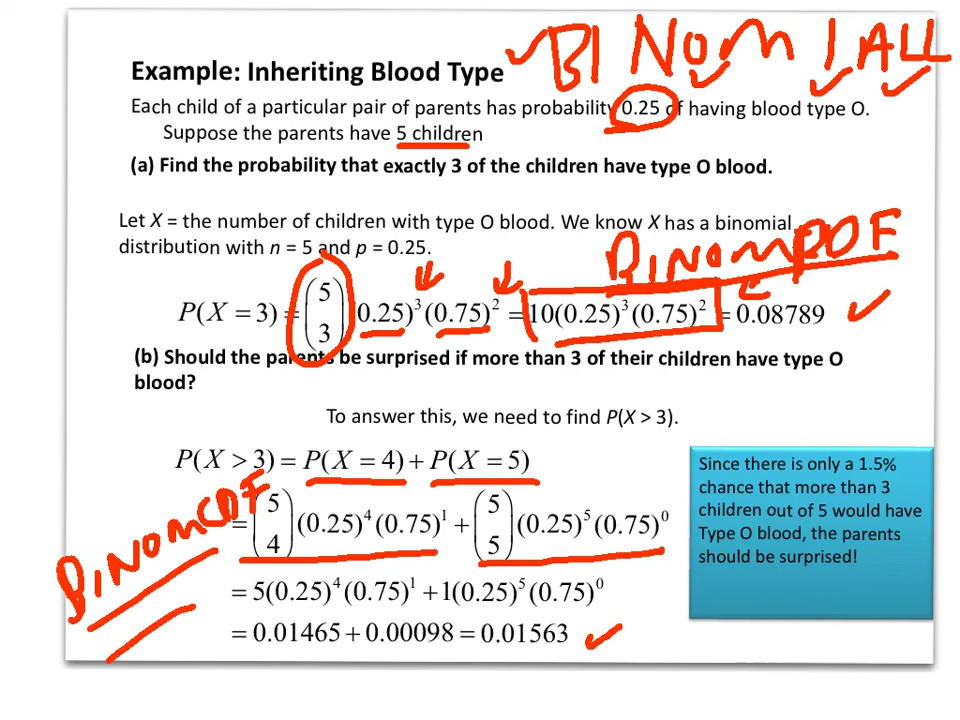 BINOM 1 ALL
Example: Inheriting Blood Type
Each child of a particular pair of parents has probability 0.25 of having blood type O.
Suppose the parents have 5 children
(a) Find the probability that exactly 3 of the children have type O blood.
Let X = the number of children with type O blood. We know X has a binomial
distribution with n = 5 and p = 0.25.
BINOMPDF
P(X = 3) = (5 3)(0.25)³(0.75)² = 10(0.25)³(0.75)² = 0.08789
(b) Should the parents be surprised if more than 3 of their children have type O
blood?
To answer this, we need to find P(X > 3).
P(X > 3) = P(X = 4) + P(X = 5)
BINOMCDF
= (5 4)(0.25)⁴(0.75)¹ + (5 5)(0.25)⁵(0.75)⁰
= 5(0.25)⁴(0.75)¹ + 1(0.25)⁵(0.75)⁰
= 0.01465 + 0.00098 = 0.01563
Since there is only a 1.5%
chance that more than 3
children out of 5 would have
Type O blood, the parents
should be surprised!